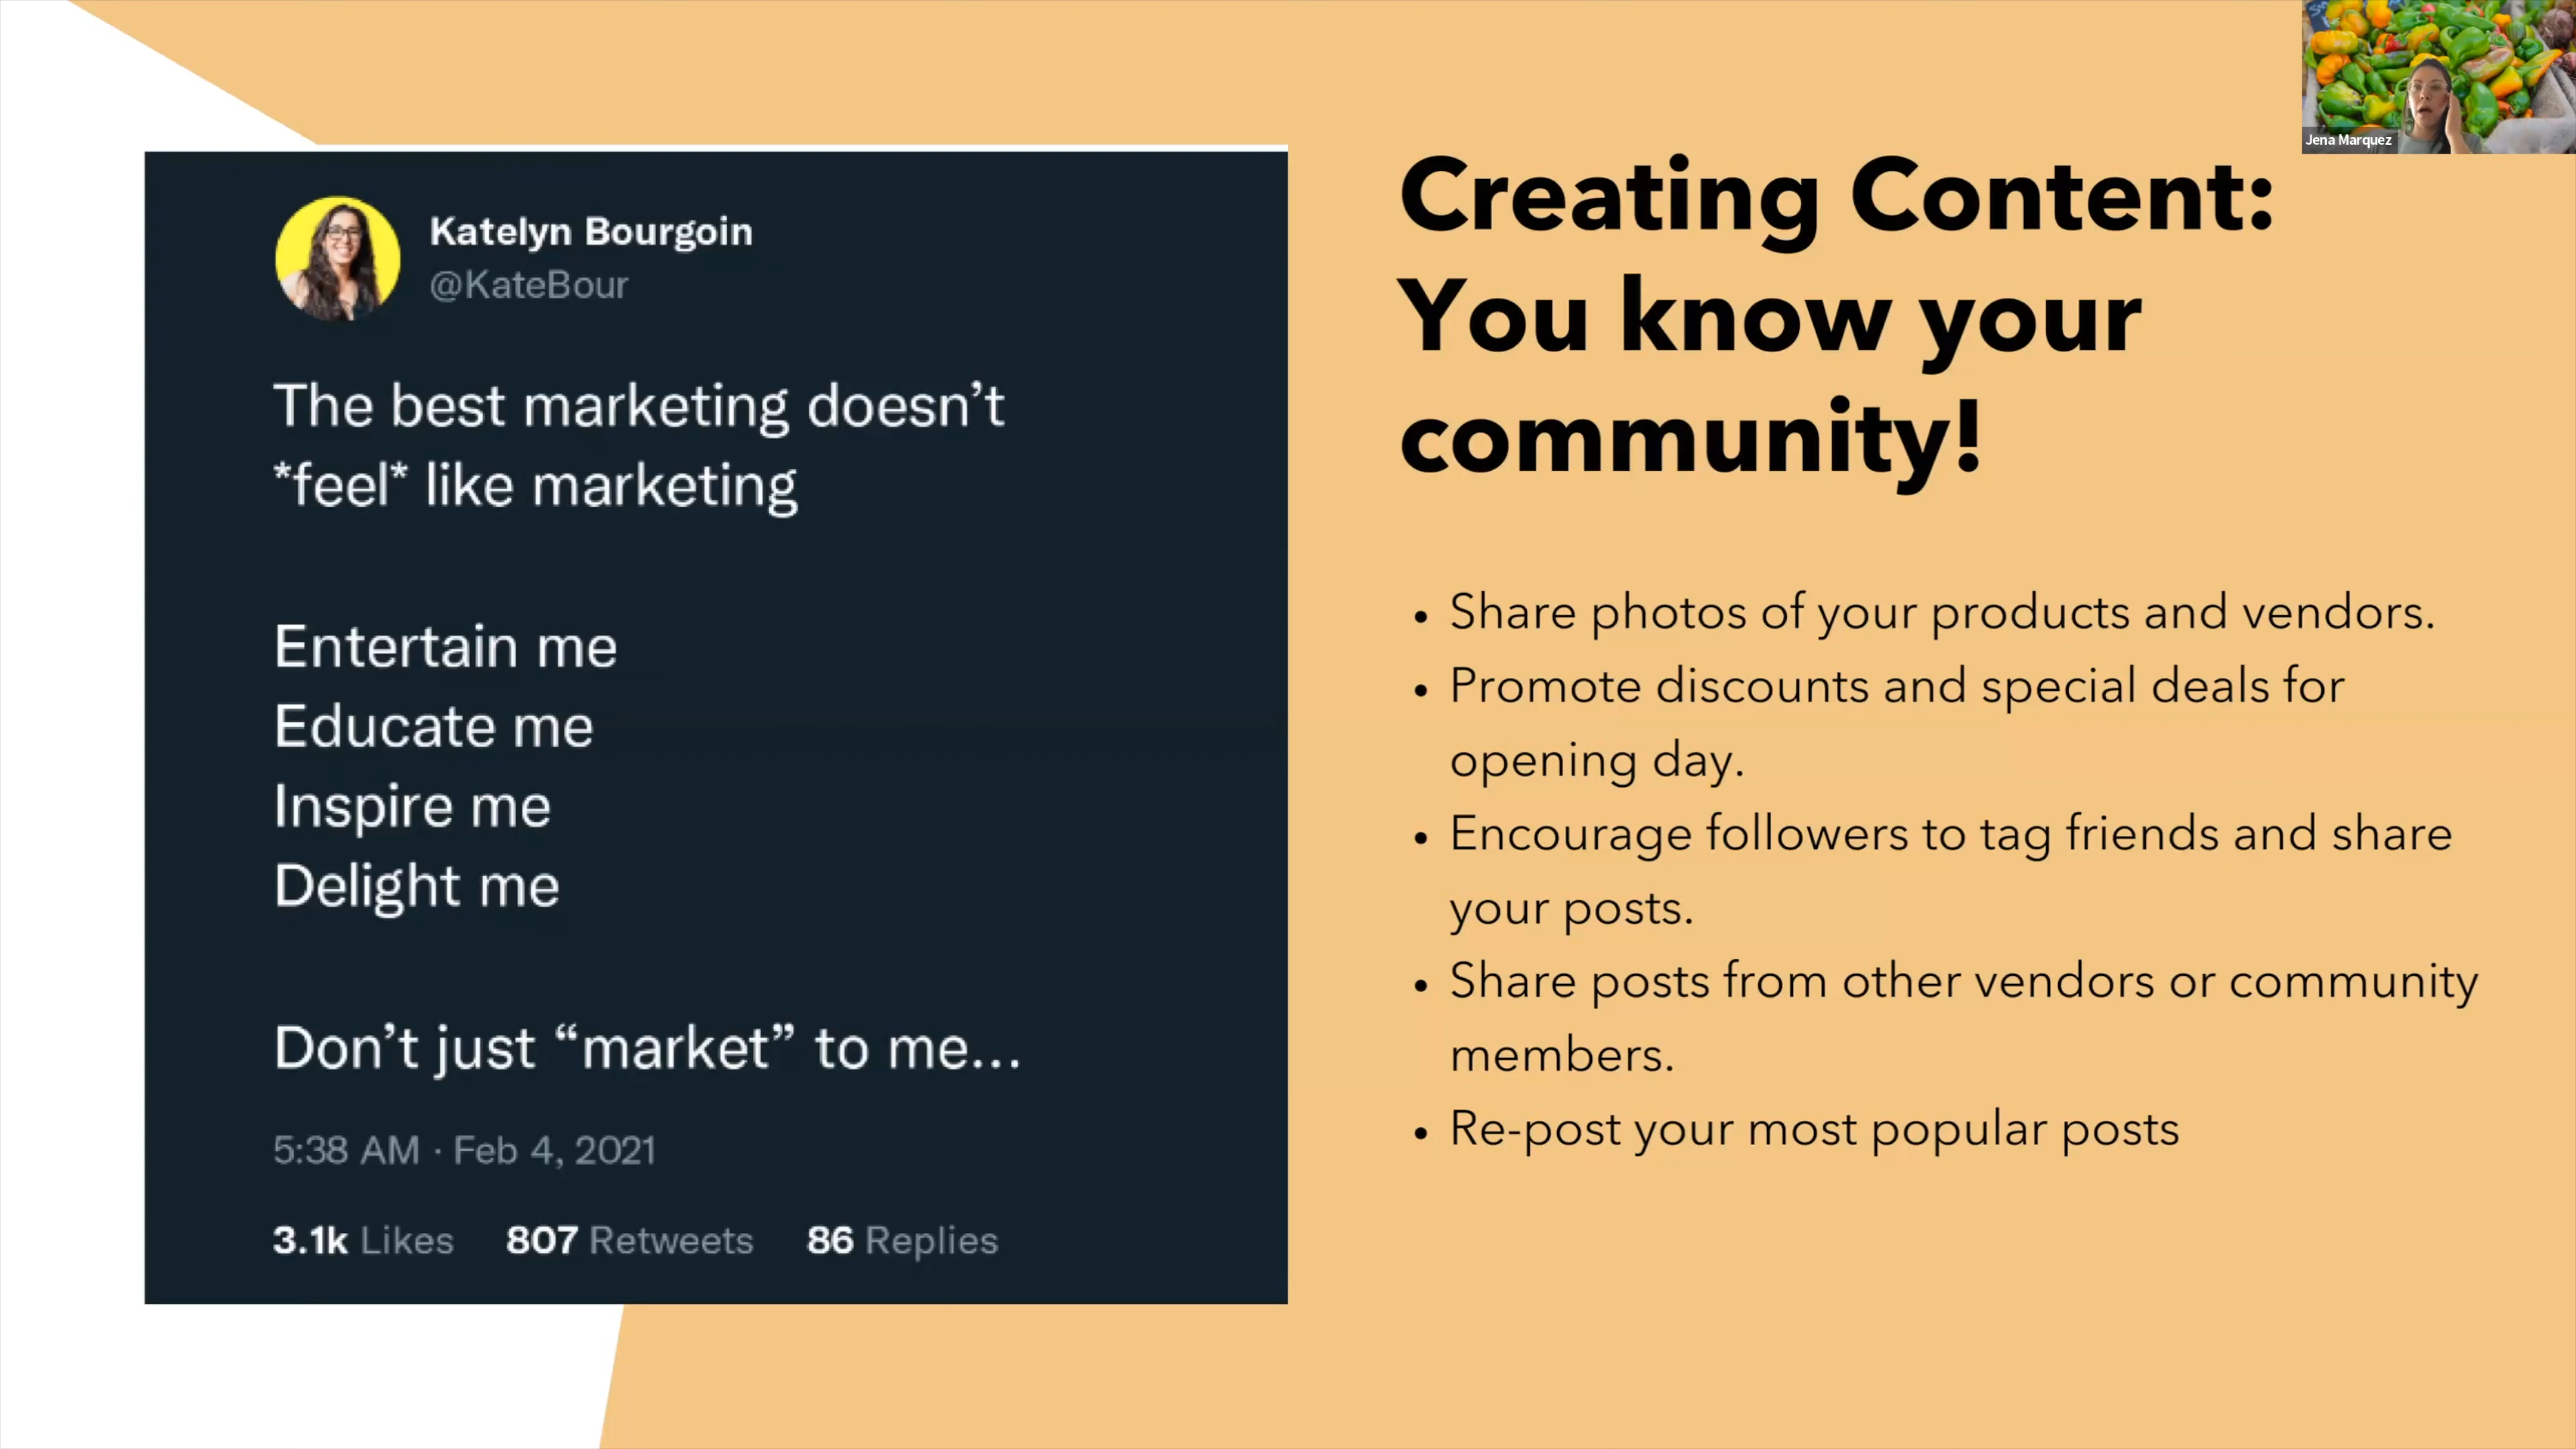 Jena Marquez
Katelyn Bourgoin
@KateBour
The best marketing doesn’t
*feel* like marketing
Entertain me
Educate me
Inspire me
Delight me
Don’t just “market” to me...
5:38 AM · Feb 4, 2021
3.1k Likes 807 Retweets 86 Replies
Creating Content:
You know your
community!
• Share photos of your products and vendors.
• Promote discounts and special deals for
opening day.
• Encourage followers to tag friends and share
your posts.
• Share posts from other vendors or community
members.
• Re-post your most popular posts